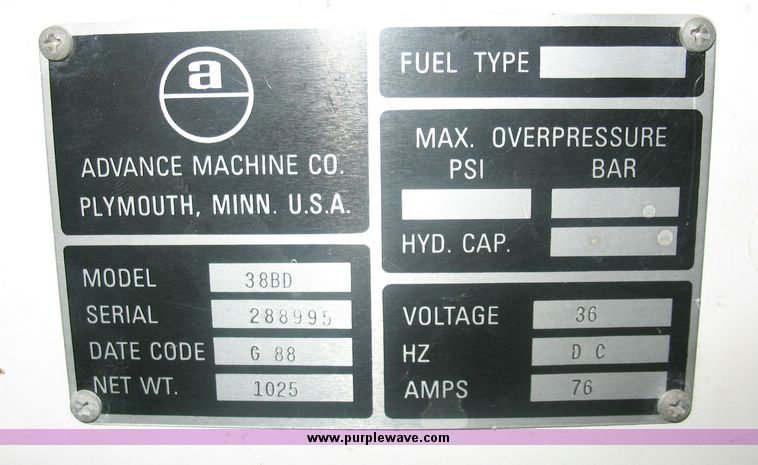 a
ADVANCE MACHINE CO.
PLYMOUTH, MINN. U.S.A.
MODEL 38BD
SERIAL 288995
DATE CODE G 88
NET WT. 1025
FUEL TYPE
MAX. OVERPRESSURE
PSI BAR
HYD. CAP.
VOLTAGE 36
HZ D C
AMPS 76
www.purplewave.com